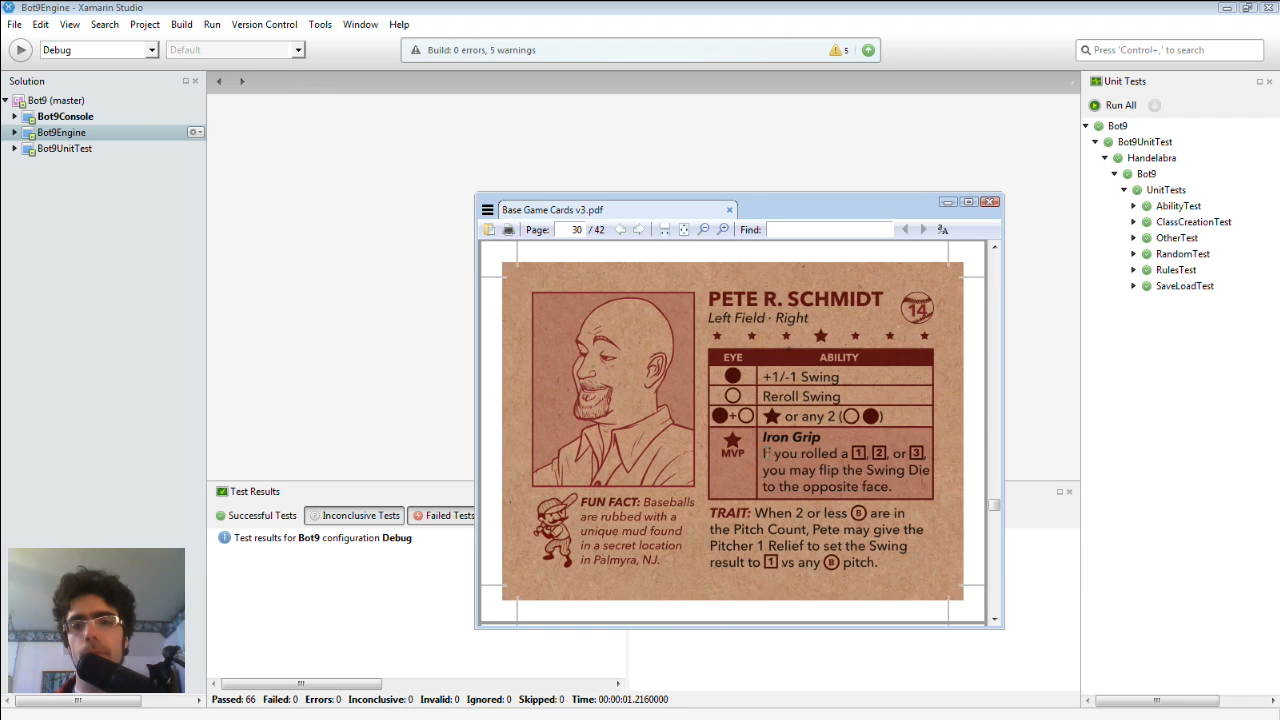 Bot9Engine - Xamarin Studio
File Edit View Search Project Build Run Version Control Tools Window Help
Debug Default Build: 0 errors, 5 warnings 5 Press 'Control+,' to search
Solution
Bot9 (master)
Bot9Console
Bot9Engine
Bot9UnitTest
Base Game Cards v3.pdf
Page: 30 / 42 Find:
PETE R. SCHMIDT
Left Field · Right
14
EYE ABILITY
+1/-1 Swing
Reroll Swing
+ ★ or any 2 ( )
MVP
Iron Grip
If you rolled a 1, 2, or 3,
you may flip the Swing Die
to the opposite face.
FUN FACT: Baseballs
are rubbed with a
unique mud found
in a secret location
in Palmyra, NJ.
TRAIT: When 2 or less B are in
the Pitch Count, Pete may give the
Pitcher 1 Relief to set the Swing
result to 1 vs any B pitch.
Unit Tests
Run All
Bot9
Bot9UnitTest
Handelabra
Bot9
UnitTests
AbilityTest
ClassCreationTest
OtherTest
RandomTest
RulesTest
SaveLoadTest
Test Results
Successful Tests Inconclusive Tests Failed Tests
Test results for Bot9 configuration Debug
Passed: 66 Failed: 0 Errors: 0 Inconclusive: 0 Invalid: 0 Ignored: 0 Skipped: 0 Time: 00:00:01.2160000